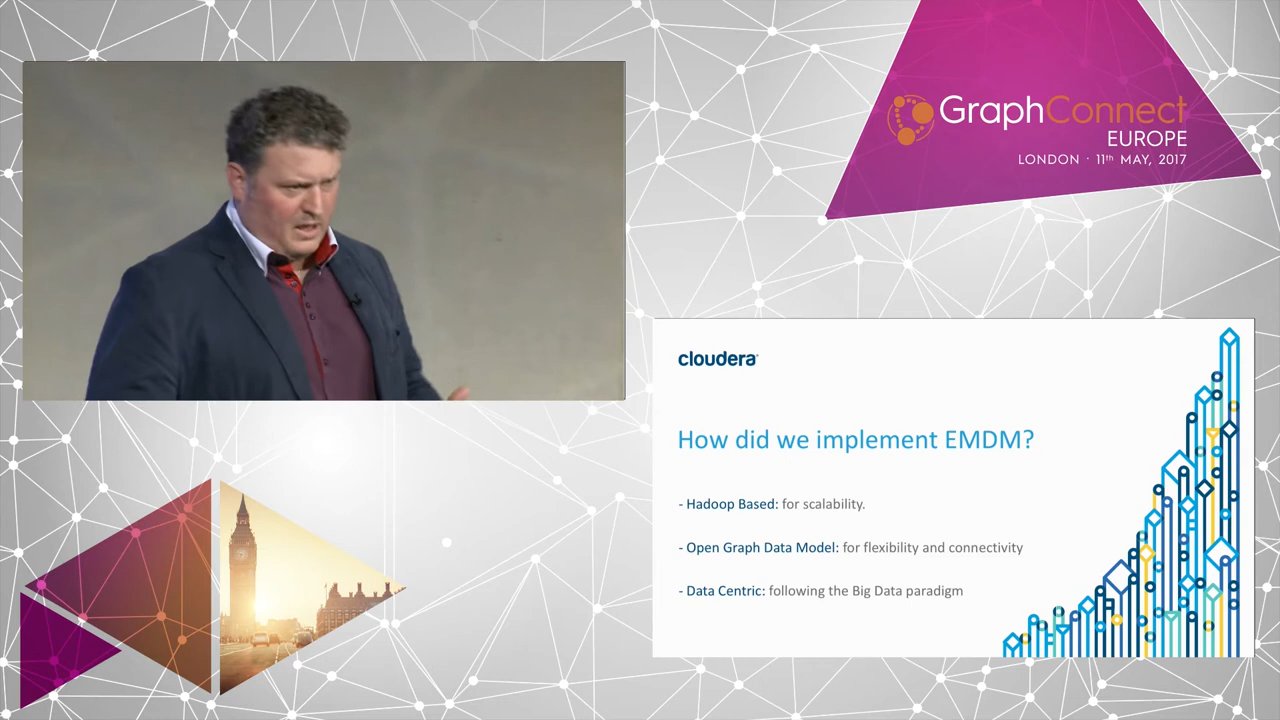 GraphConnect
EUROPE
LONDON · 11th MAY, 2017
cloudera
How did we implement EMDM?
- Hadoop Based: for scalability.
- Open Graph Data Model: for flexibility and connectivity
- Data Centric: following the Big Data paradigm